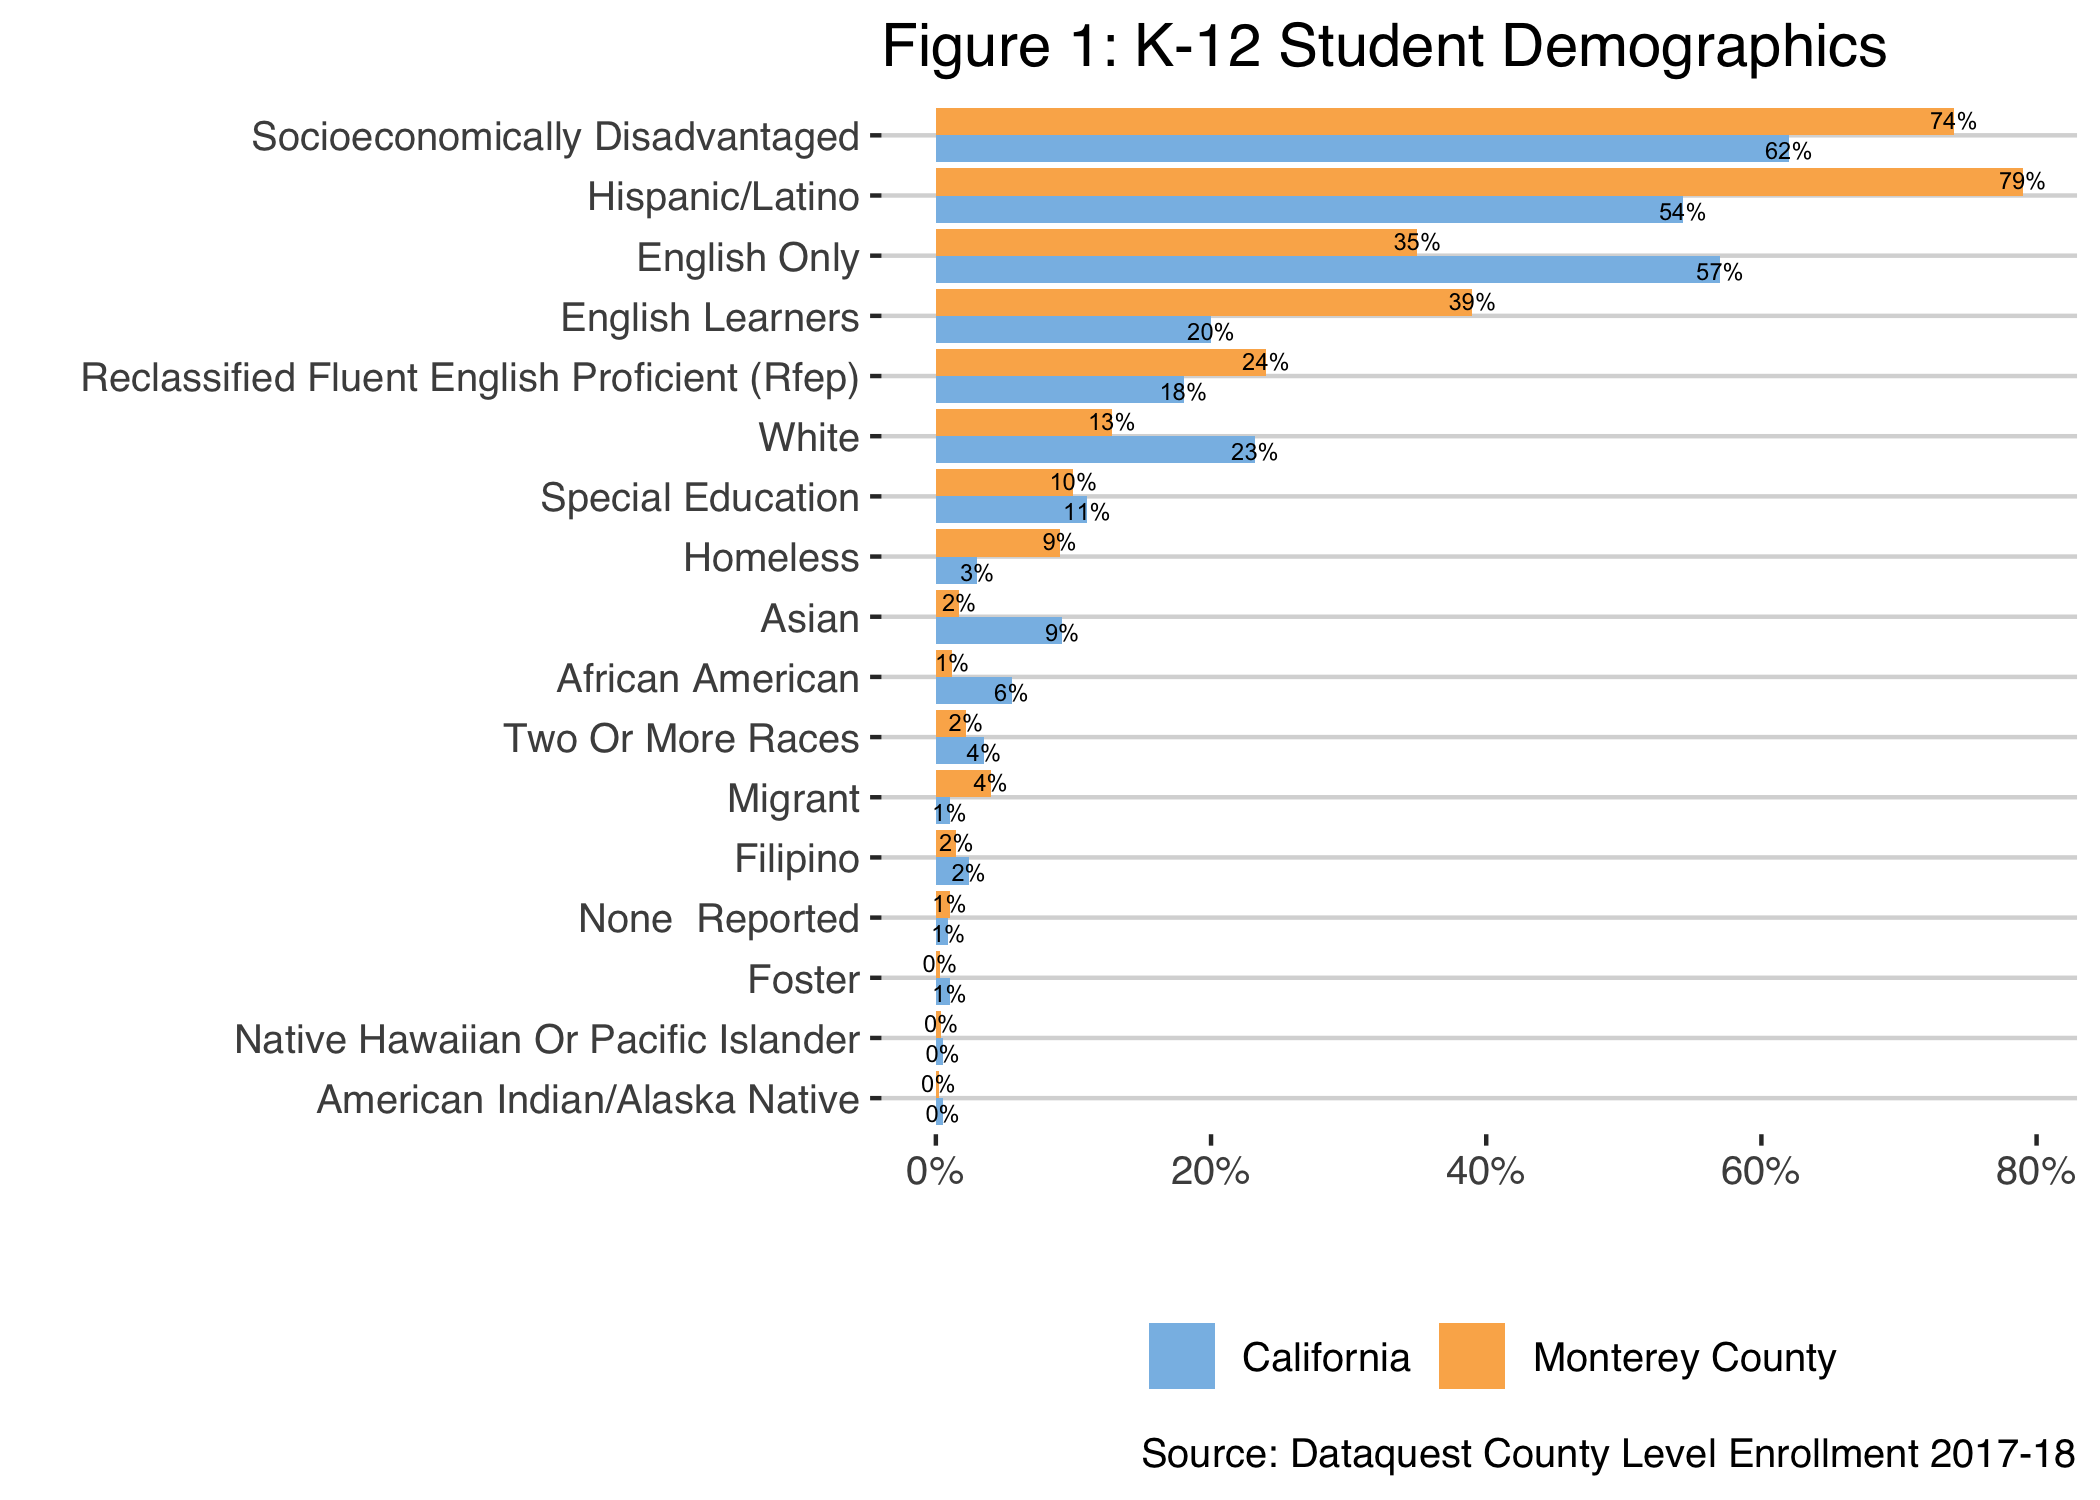 Figure 1: K-12 Student Demographics
Socioeconomically Disadvantaged
74%
62%
Hispanic/Latino
79%
54%
English Only
35%
57%
English Learners
39%
20%
Reclassified Fluent English Proficient (Rfep)
24%
18%
White
13%
23%
Special Education
10%
11%
Homeless
9%
3%
Asian
2%
9%
African American
1%
6%
Two Or More Races
2%
4%
Migrant
4%
1%
Filipino
2%
2%
None  Reported
1%
1%
Foster
0%
1%
Native Hawaiian Or Pacific Islander
0%
0%
American Indian/Alaska Native
0%
0%
0% 20% 40% 60% 80%
California Monterey County
Source: Dataquest County Level Enrollment 2017-18